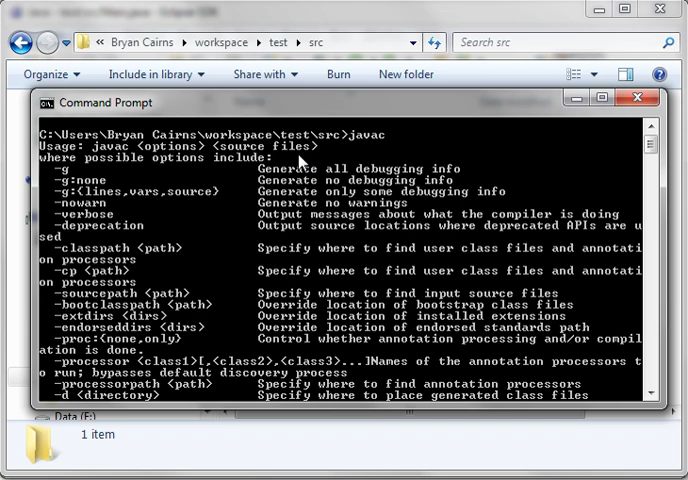 Bryan Cairns workspace test src
Search src
Organize Include in library Share with Burn New folder
Command Prompt
C:\Users\Bryan Cairns\workspace\test\src>javac
Usage: javac <options> <source files>
where possible options include:
-g Generate all debugging info
-g:none Generate no debugging info
-g:{lines,vars,source} Generate only some debugging info
-nowarn Generate no warnings
-verbose Output messages about what the compiler is doing
-deprecation Output source locations where deprecated APIs are u
sed
-classpath <path> Specify where to find user class files and annotati
on processors
-cp <path> Specify where to find user class files and annotati
on processors
-sourcepath <path> Specify where to find input source files
-bootclasspath <path> Override location of bootstrap class files
-extdirs <dirs> Override location of installed extensions
-endorseddirs <dirs> Override location of endorsed standards path
-proc:{none,only} Control whether annotation processing and/or compil
ation is done.
-processor <class1>[,<class2>,<class3>...]Names of the annotation processors t
o run; bypasses default discovery process
-processorpath <path> Specify where to find annotation processors
-d <directory> Specify where to place generated class files
Data (F:)
1 item